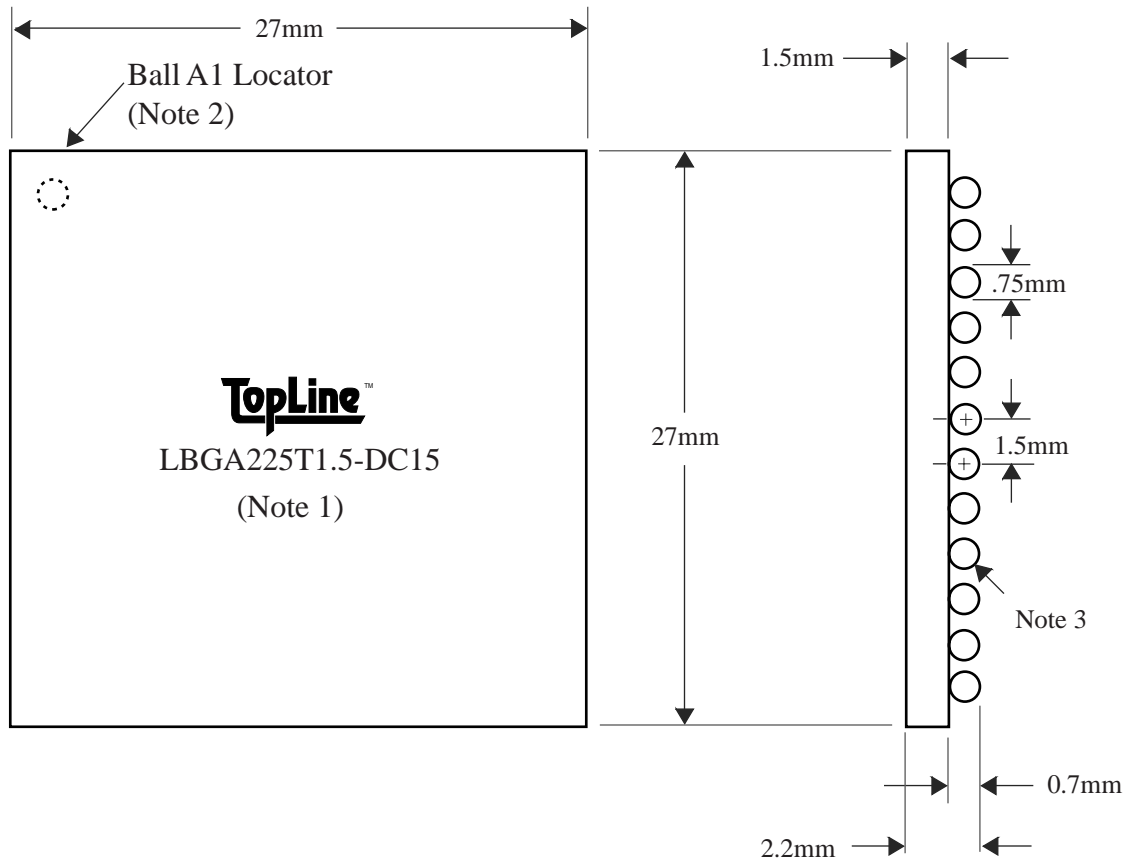 27mm
1.5mm
Ball A1 Locator
(Note 2)
.75mm
TopLine™
LBGA225T1.5-DC15
(Note 1)
27mm
1.5mm
Note 3
0.7mm
2.2mm